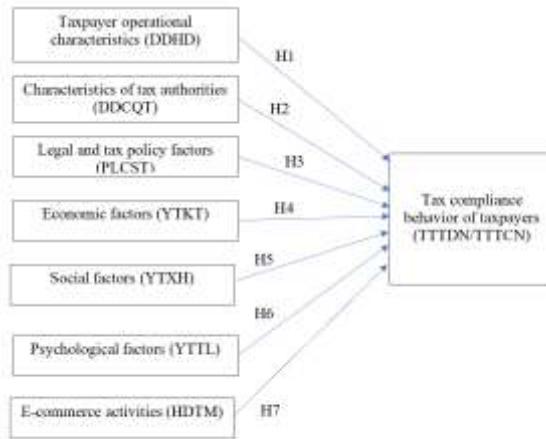 Taxpayer operational
characteristics (DDHD)
H1
Characteristics of tax authorities
(DDCQT)
H2
Legal and tax policy factors
(PLCST)
H3
Economic factors (YTKT)
H4
Social factors (YTXH)
H5
Psychological factors (YTTL)
H6
E-commerce activities (HDTM)
H7
Tax compliance
behavior of taxpayers
(TTTDN/TTTCN)